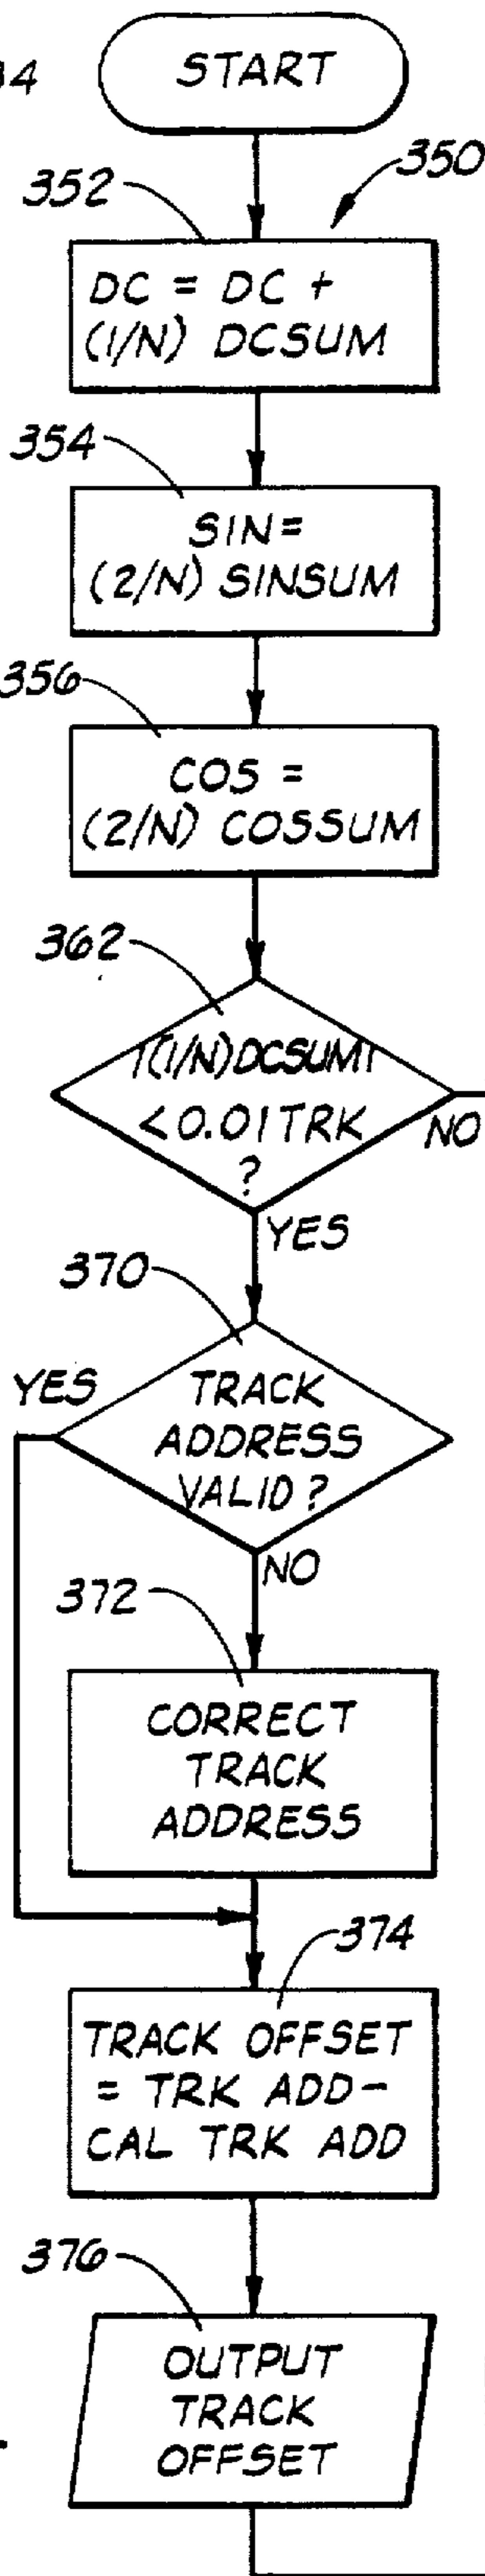 START
350
352
DC = DC +
(1/N) DCSUM
354
SIN =
(2/N) SINSUM
356
COS =
(2/N) COSSUM
362
|(1/N)DCSUM|
<0.01TRK
?
NO
YES
370
YES
TRACK
ADDRESS
VALID?
NO
372
CORRECT
TRACK
ADDRESS
374
TRACK OFFSET
= TRK ADD-
CAL TRK ADD
376
OUTPUT
TRACK
OFFSET